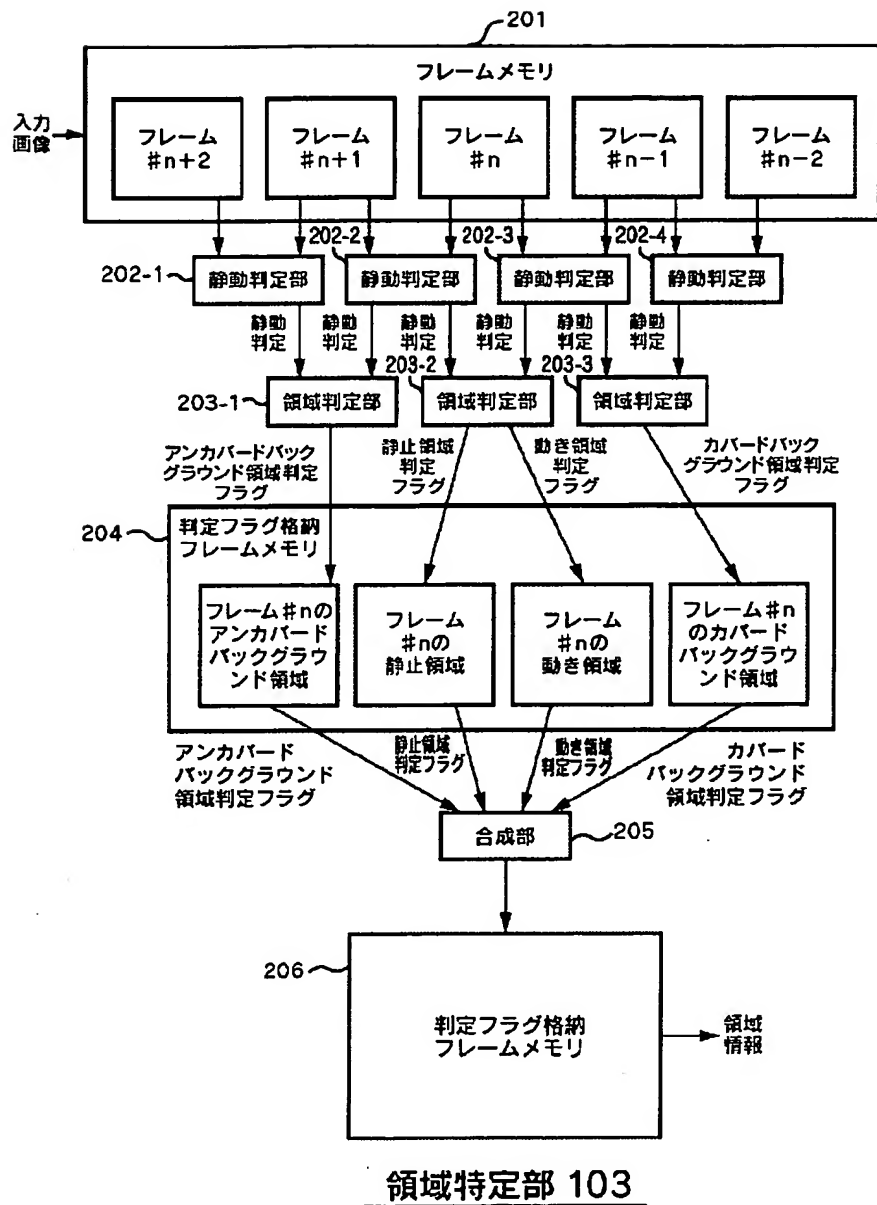 201
フレームメモリ
入力
画像
フレーム
#n+2
フレーム
#n+1
フレーム
#n
フレーム
#n−1
フレーム
#n−2
202-1
静動判定部
202-2
静動判定部
202-3
静動判定部
202-4
静動判定部
静動
判定
静動
判定
静動
判定
静動
判定
静動
判定
静動
判定
203-1
領域判定部
203-2
領域判定部
203-3
領域判定部
アンカバードバック
グラウンド領域判定
フラグ
静止領域
判定
フラグ
動き領域
判定
フラグ
カバードバック
グラウンド領域判定
フラグ
204
判定フラグ格納
フレームメモリ
フレーム#nの
アンカバード
バックグラウ
ンド領域
フレーム
#nの
静止領域
フレーム
#nの
動き領域
フレーム#n
のカバード
バックグラウ
ンド領域
アンカバード
バックグラウンド
領域判定フラグ
静止領域
判定フラグ
動き領域
判定フラグ
カバード
バックグラウンド
領域判定フラグ
合成部
205
206
判定フラグ格納
フレームメモリ
領域
情報
領域特定部 103